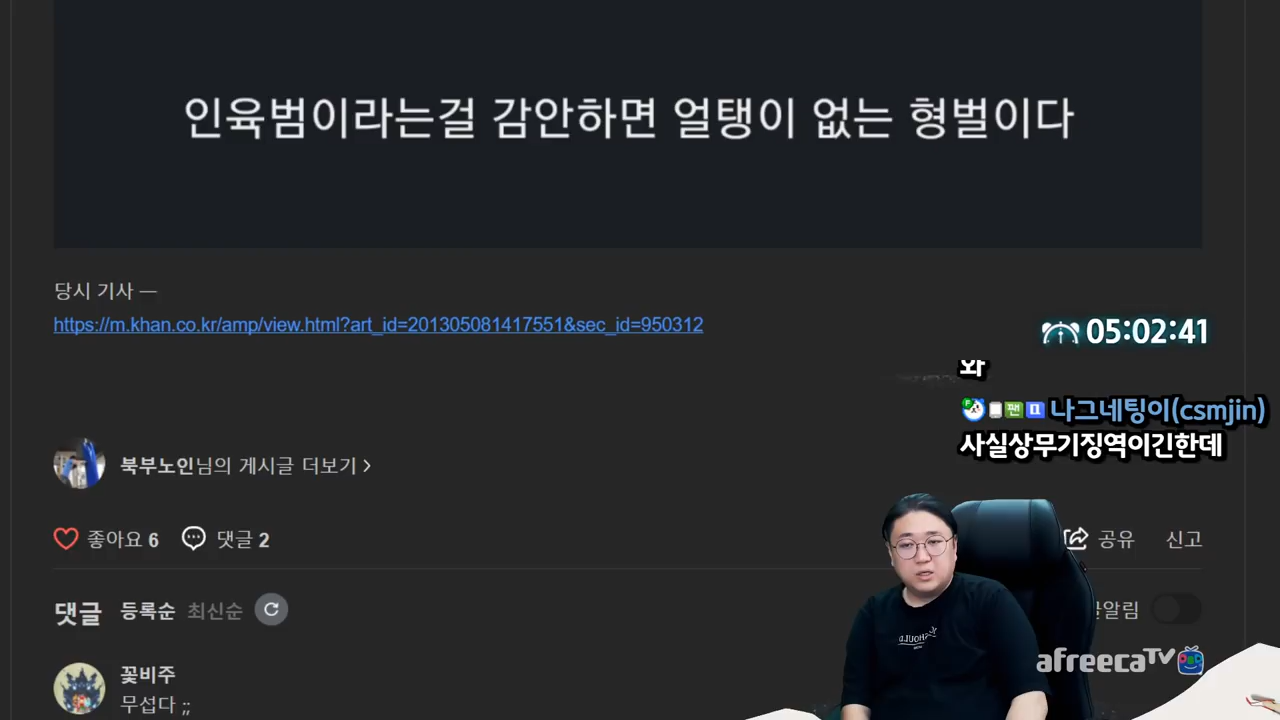 인육범이라는걸 감안하면 얼탱이 없는 형벌이다
당시 기사 —
https://m.khan.co.kr/amp/view.html?art_id=201305081417551&sec_id=950312
05:02:41
와
팬 나그네팅이(csmjin)
사실상무기징역이긴한데
북부노인님의 게시글 더보기 >
좋아요 6 댓글 2
공유 신고
댓글 등록순 최신순
글알림
afreecaTV
꽃비주
무섭다 ;;